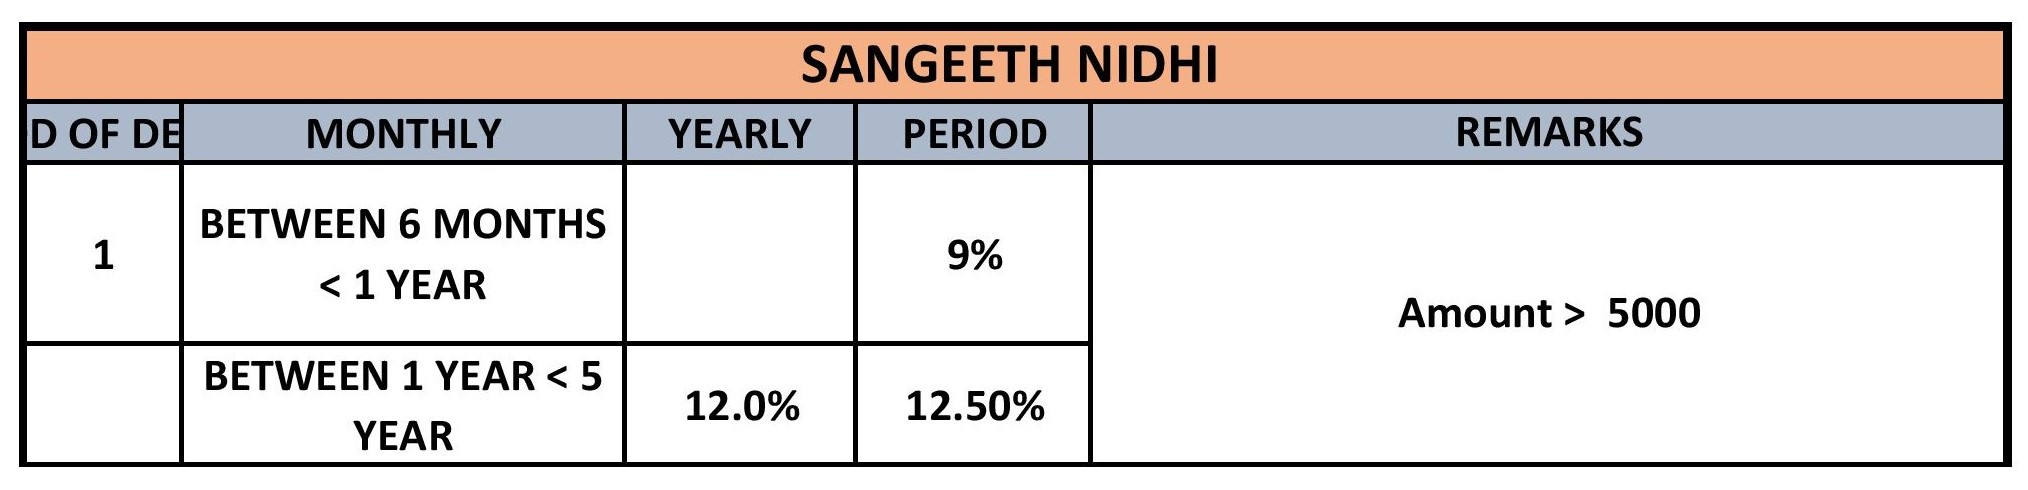 SANGEETH NIDHI
D OF DE MONTHLY YEARLY PERIOD REMARKS
1 BETWEEN 6 MONTHS < 1 YEAR 9% Amount > 5000
BETWEEN 1 YEAR < 5 YEAR 12.0% 12.50%